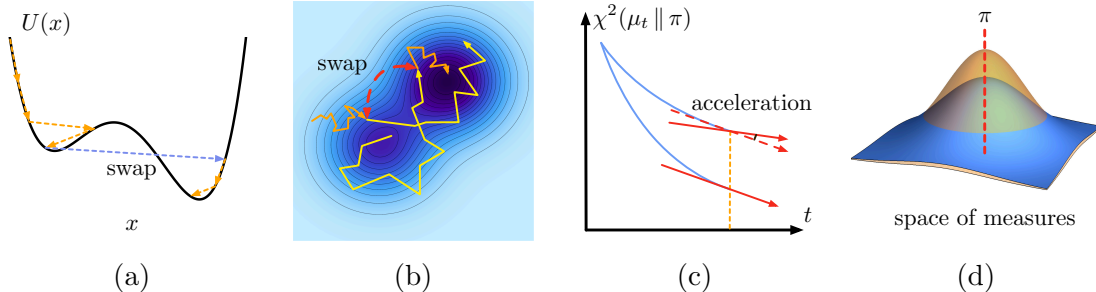 U(x)
swap
x
(a)
swap
(b)
χ²(μ_t ∥ π)
acceleration
t
(c)
π
space of measures
(d)